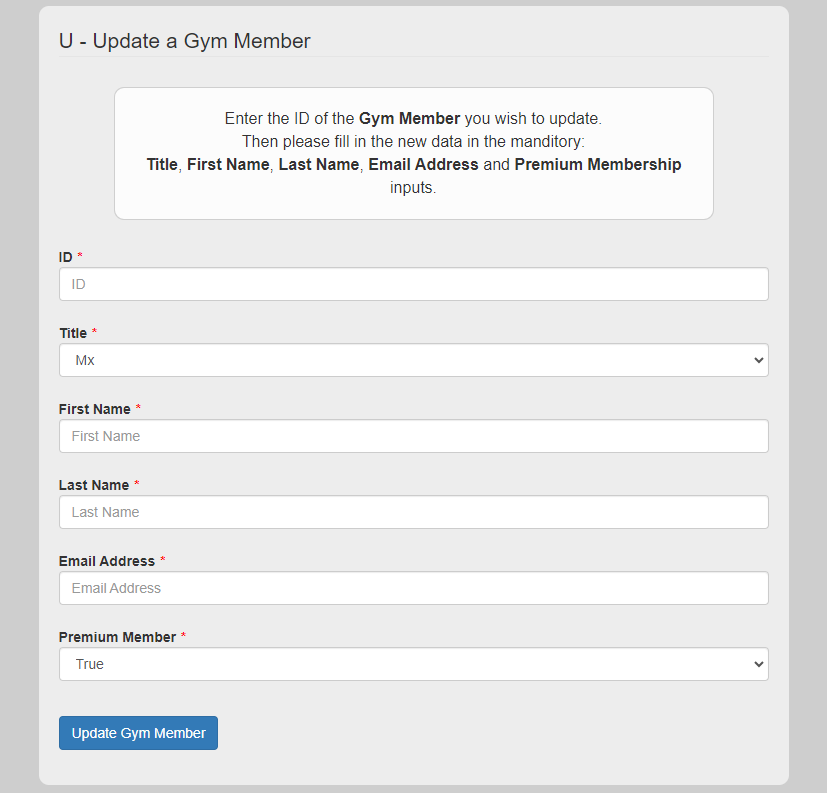 U - Update a Gym Member
Enter the ID of the Gym Member you wish to update.
Then please fill in the new data in the manditory:
Title, First Name, Last Name, Email Address and Premium Membership
inputs.
ID *
ID
Title *
Mx
First Name *
First Name
Last Name *
Last Name
Email Address *
Email Address
Premium Member *
True
Update Gym Member